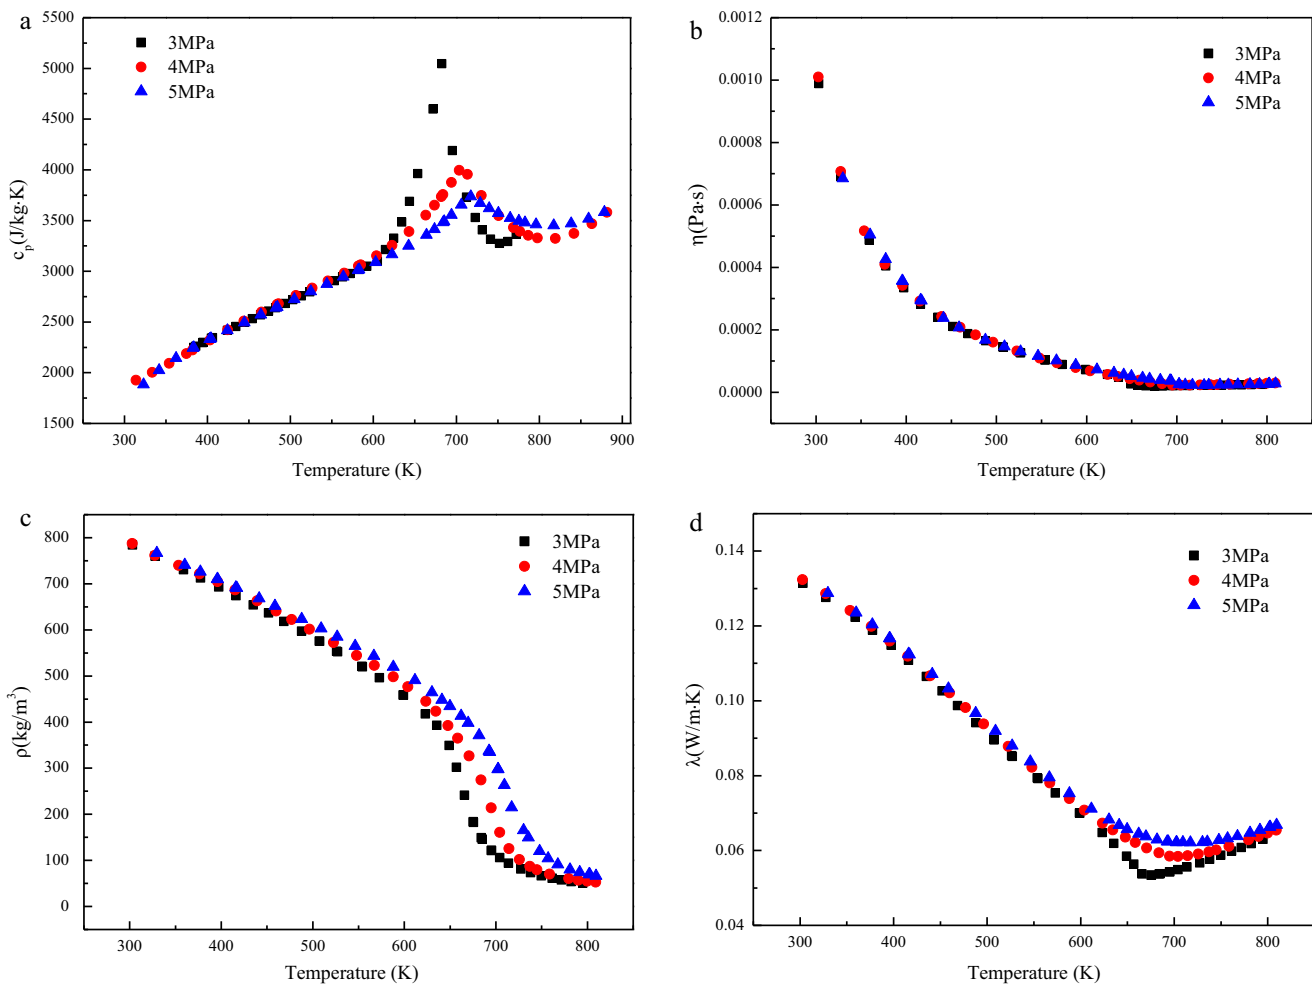 a
5500
5000
4500
4000
3500
3000
2500
2000
1500
c_p(J/kg·K)
3MPa
4MPa
5MPa
300 400 500 600 700 800 900
Temperature (K)
b
0.0012
0.0010
0.0008
0.0006
0.0004
0.0002
0.0000
η(Pa·s)
3MPa
4MPa
5MPa
300 400 500 600 700 800
Temperature (K)
c
800
700
600
500
400
300
200
100
0
ρ(kg/m³)
3MPa
4MPa
5MPa
300 400 500 600 700 800
Temperature (K)
d
0.14
0.12
0.10
0.08
0.06
0.04
λ(W/m·K)
3MPa
4MPa
5MPa
300 400 500 600 700 800
Temperature (K)